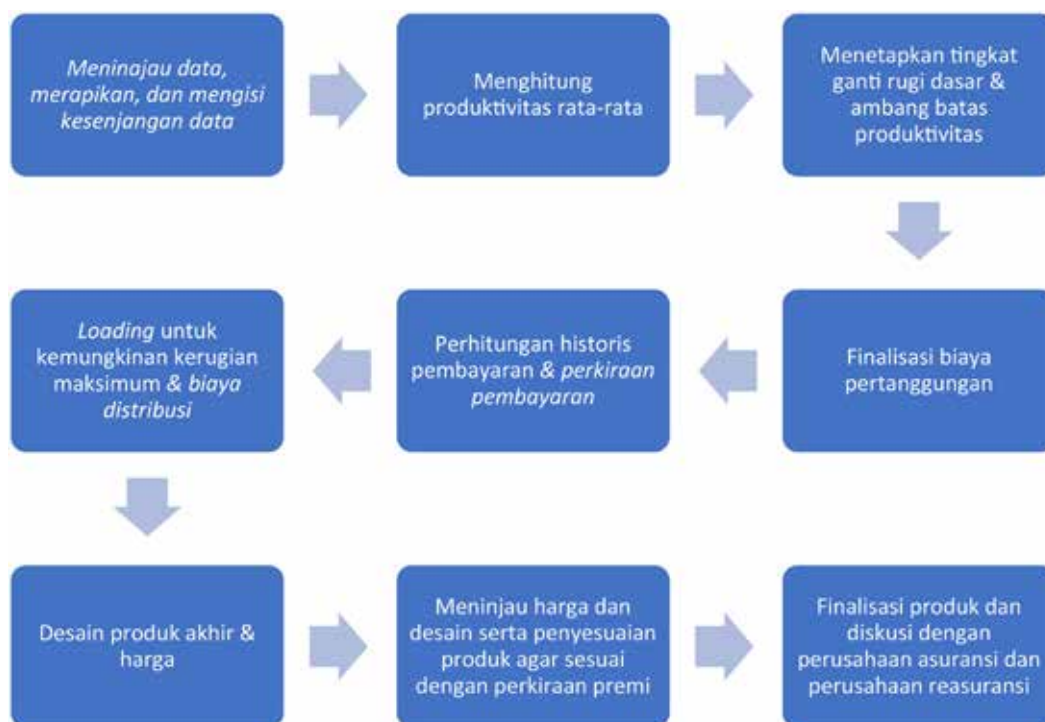 Meninajau data,
merapikan, dan mengisi
kesenjangan data
Menghitung
produktivitas rata-rata
Menetapkan tingkat
ganti rugi dasar &
ambang batas
produktivitas
Finalisasi biaya
pertanggungan
Perhitungan historis
pembayaran & perkiraan
pembayaran
Loading untuk
kemungkinan kerugian
maksimum & biaya
distribusi
Desain produk akhir &
harga
Meninjau harga dan
desain serta penyesuaian
produk agar sesuai
dengan perkiraan premi
Finalisasi produk dan
diskusi dengan
perusahaan asuransi dan
perusahaan reasuransi